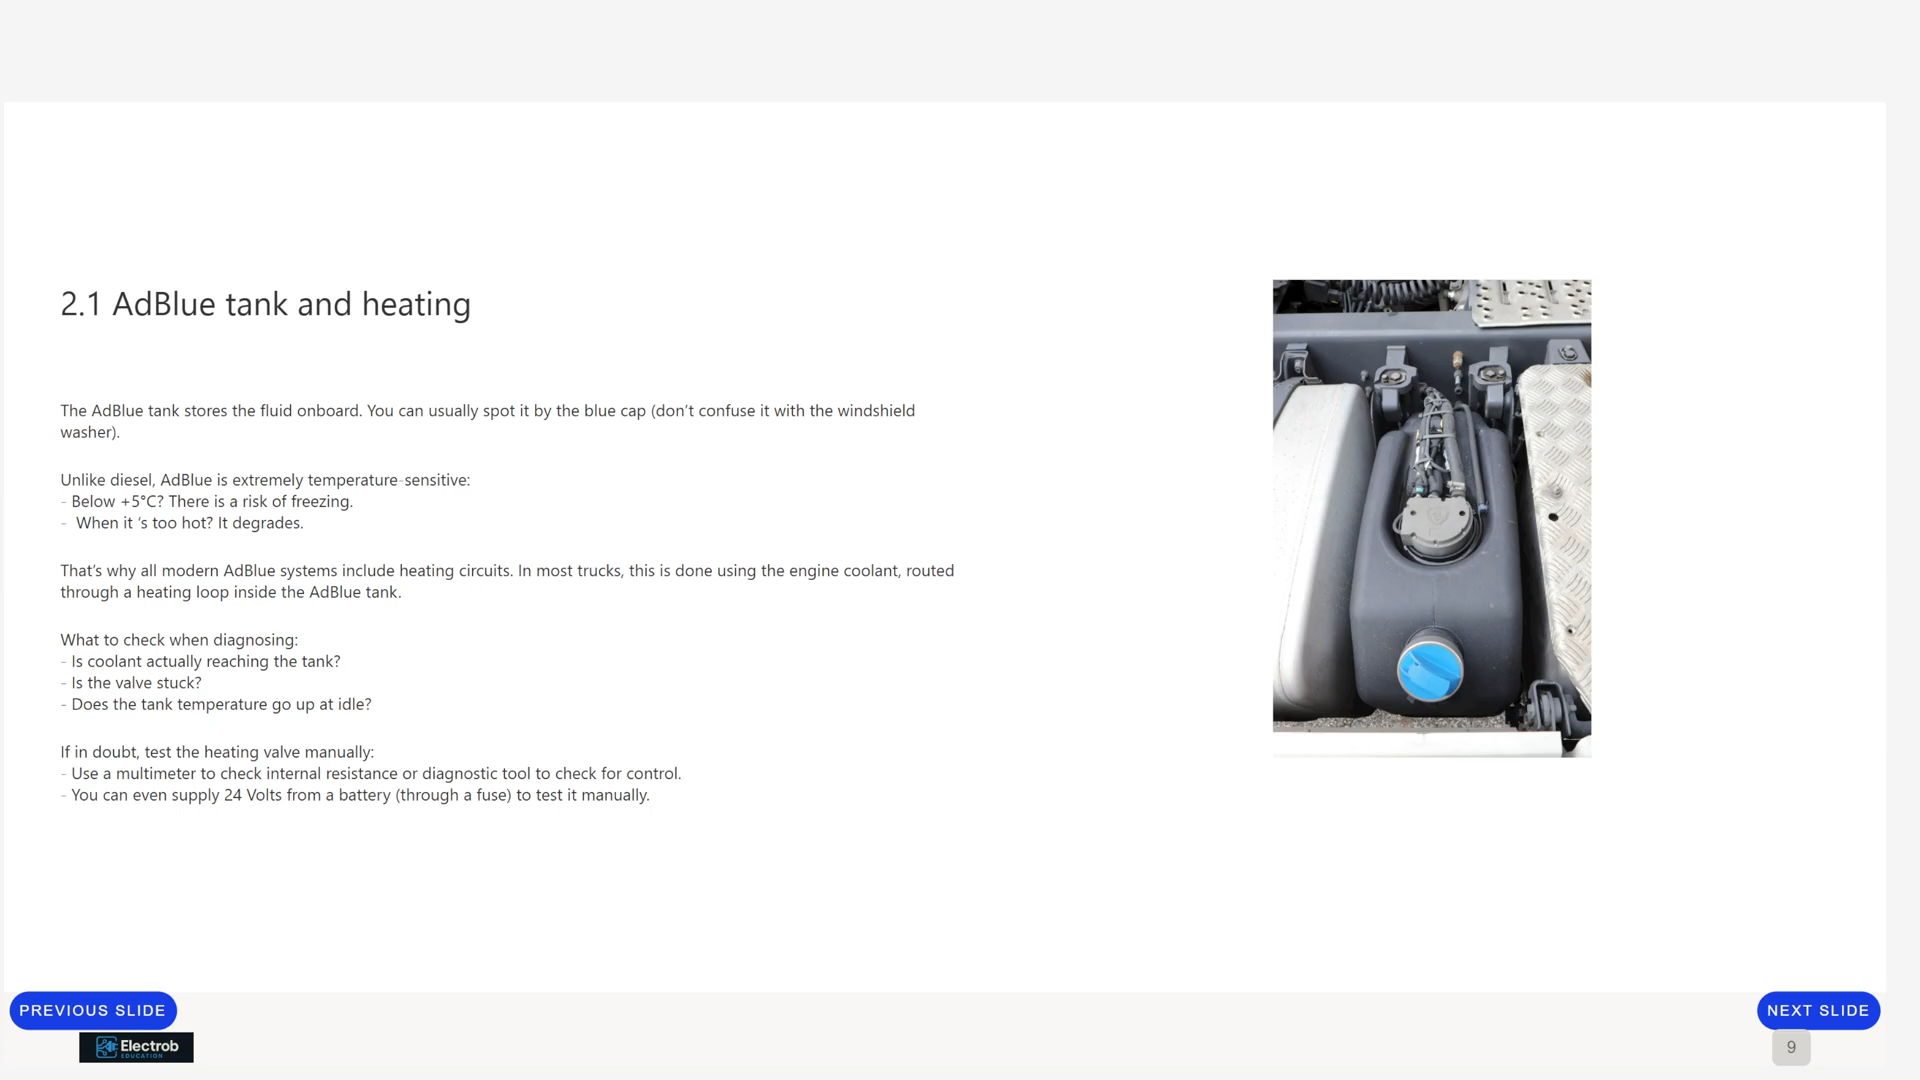 2.1 AdBlue tank and heating
The AdBlue tank stores the fluid onboard. You can usually spot it by the blue cap (don’t confuse it with the windshield
washer).
Unlike diesel, AdBlue is extremely temperature-sensitive:
- Below +5°C? There is a risk of freezing.
- When it ‘s too hot? It degrades.
That’s why all modern AdBlue systems include heating circuits. In most trucks, this is done using the engine coolant, routed
through a heating loop inside the AdBlue tank.
What to check when diagnosing:
- Is coolant actually reaching the tank?
- Is the valve stuck?
- Does the tank temperature go up at idle?
If in doubt, test the heating valve manually:
- Use a multimeter to check internal resistance or diagnostic tool to check for control.
- You can even supply 24 Volts from a battery (through a fuse) to test it manually.
PREVIOUS SLIDE
NEXT SLIDE
Electrob
EDUCATION
9